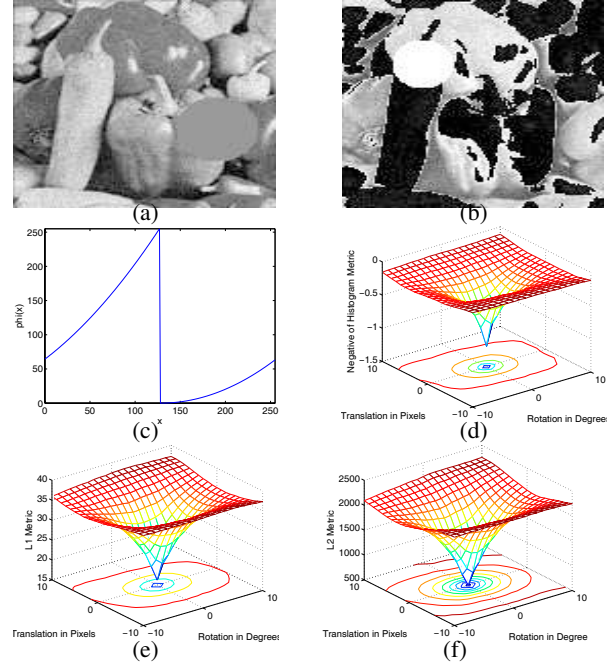 (a)
(b)
250
200
150
100
50
0
phi(x)
0 50 100 150 200 250
x
(c)
0
−0.5
−1
−1.5
Negative of Histogram Metric
10
0
−10
Translation in Pixels
−10
0
10
Rotation in Degrees
(d)
40
35
30
25
20
15
L1 Metric
10
0
−10
Translation in Pixels
−10
0
10
Rotation in Degrees
(e)
2500
2000
1500
1000
500
L2 Metric
10
0
−10
Translation in Pixels
−10
0
10
Rotation in Degree
(f)